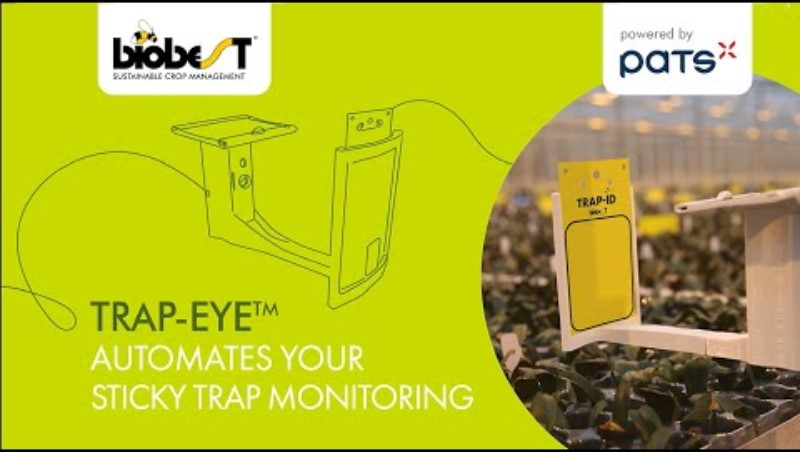 biobesT®
SUSTAINABLE CROP MANAGEMENT
powered by
PATS
TRAP-ID
TRAP-EYE™
AUTOMATES YOUR
STICKY TRAP MONITORING